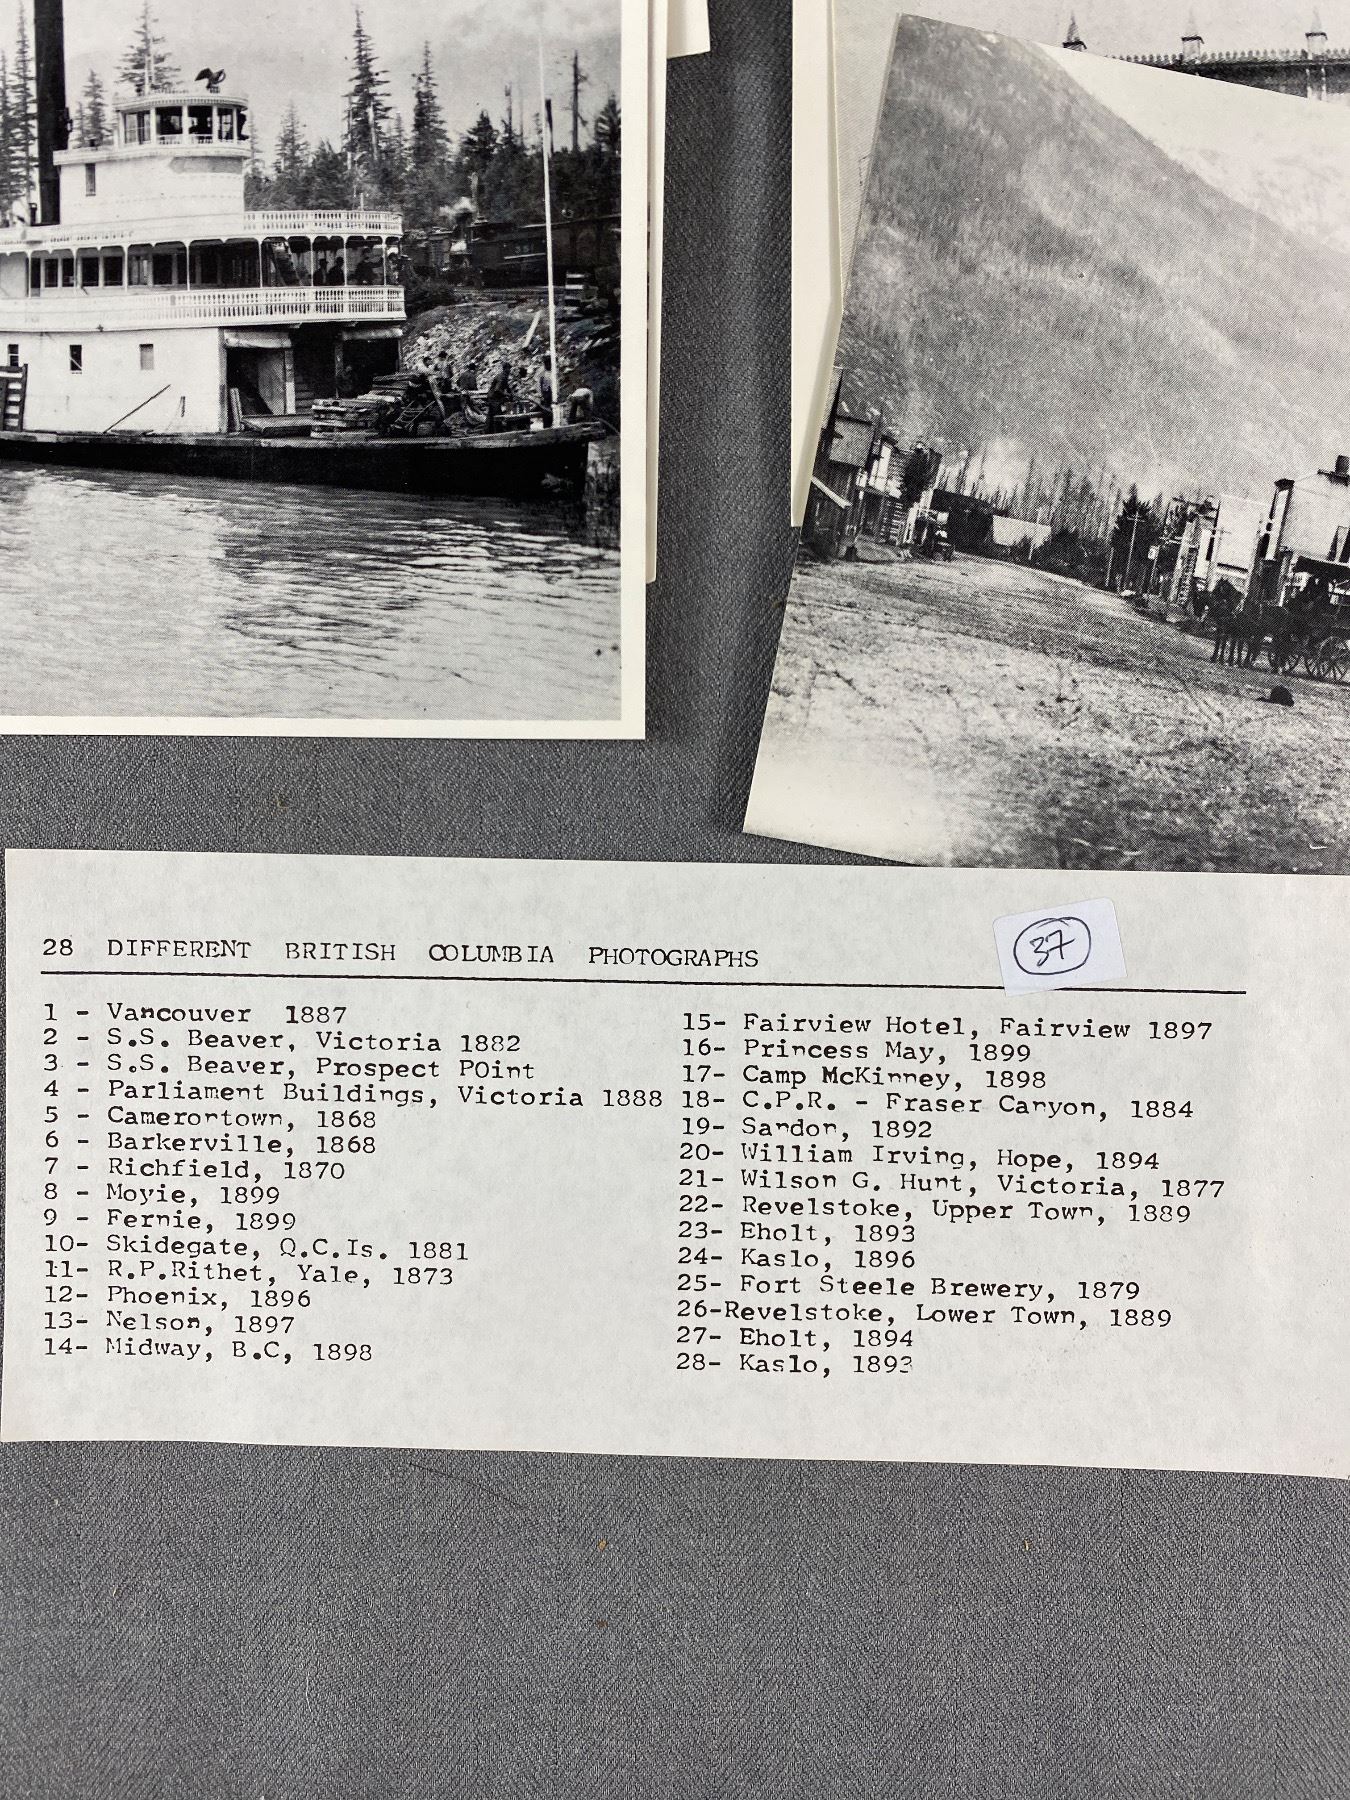 28 DIFFERENT BRITISH COLUMBIA PHOTOGRAPHS
37
1 - Vancouver 1887
2 - S.S. Beaver, Victoria 1882
3 - S.S. Beaver, Prospect POint
4 - Parliament Buildings, Victoria 1888
5 - Camerontown, 1868
6 - Barkerville, 1868
7 - Richfield, 1870
8 - Moyie, 1899
9 - Fernie, 1899
10- Skidegate, Q.C.Is. 1881
11- R.P.Rithet, Yale, 1873
12- Phoenix, 1896
13- Nelson, 1897
14- Midway, B.C, 1898
15- Fairview Hotel, Fairview 1897
16- Princess May, 1899
17- Camp McKinney, 1898
18- C.P.R. - Fraser Canyon, 1884
19- Sandon, 1892
20- William Irving, Hope, 1894
21- Wilson G. Hunt, Victoria, 1877
22- Revelstoke, Upper Town, 1889
23- Eholt, 1893
24- Kaslo, 1896
25- Fort Steele Brewery, 1879
26-Revelstoke, Lower Town, 1889
27- Eholt, 1894
28- Kaslo, 1893